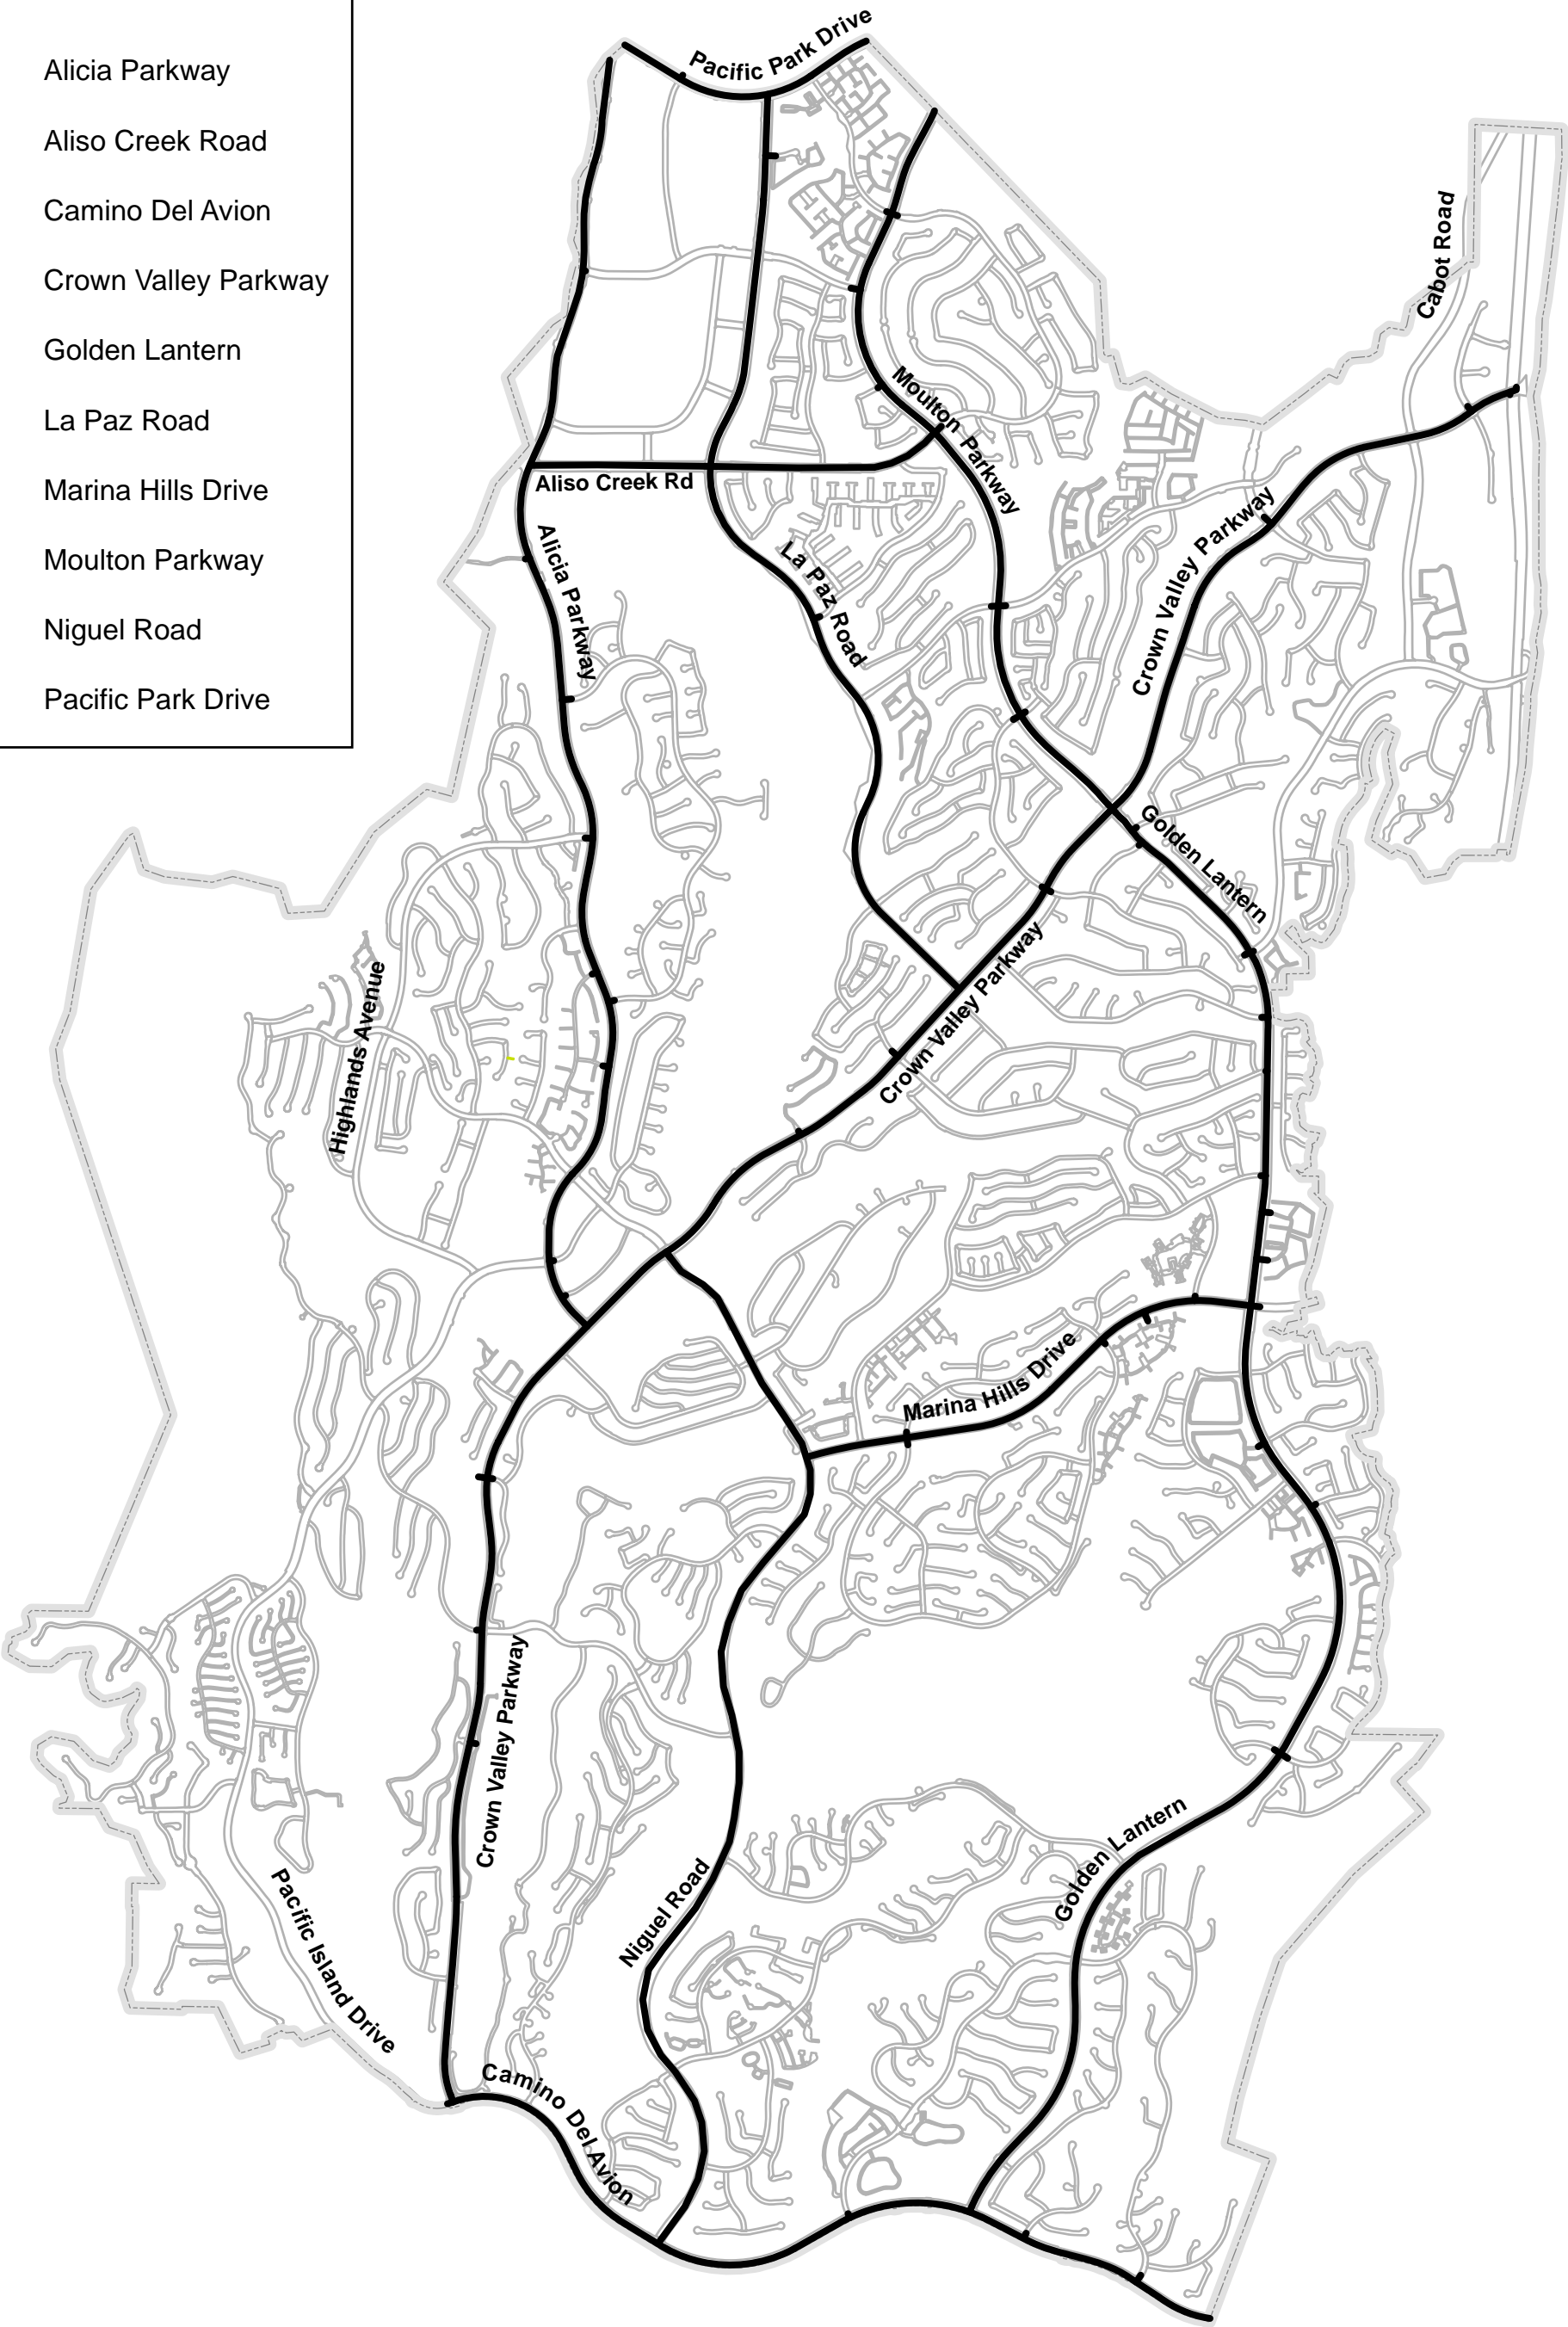 Alicia Parkway
Aliso Creek Road
Camino Del Avion
Crown Valley Parkway
Golden Lantern
La Paz Road
Marina Hills Drive
Moulton Parkway
Niguel Road
Pacific Park Drive
Pacific Park Drive
Cabot Road
Moulton Parkway
Aliso Creek Rd
Alicia Parkway
La Paz Road
Crown Valley Parkway
Golden Lantern
Crown Valley Parkway
Highlands Avenue
Marina Hills Drive
Crown Valley Parkway
Golden Lantern
Niguel Road
Pacific Island Drive
Camino Del Avion